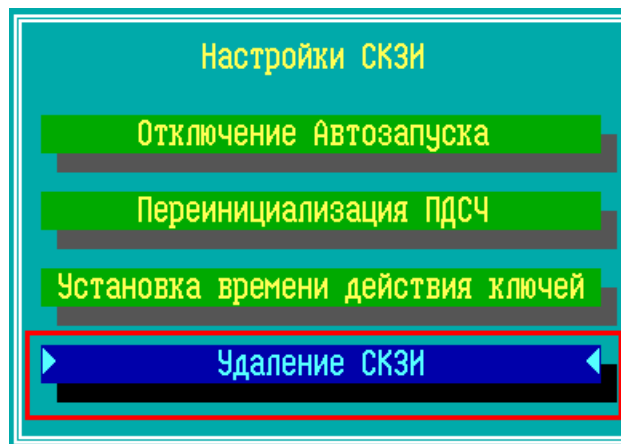 Настройки СКЗИ
Отключение Автозапуска
Переинициализация ПДСЧ
Установка времени действия ключей
Удаление СКЗИ